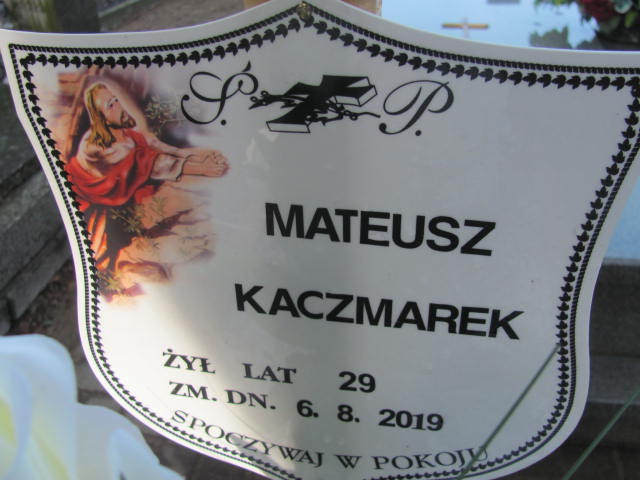 Ś. P.
MATEUSZ
KACZMAREK
ŻYŁ LAT 29
ZM. DN. 6. 8. 2019
SPOCZYWAJ W POKOJU